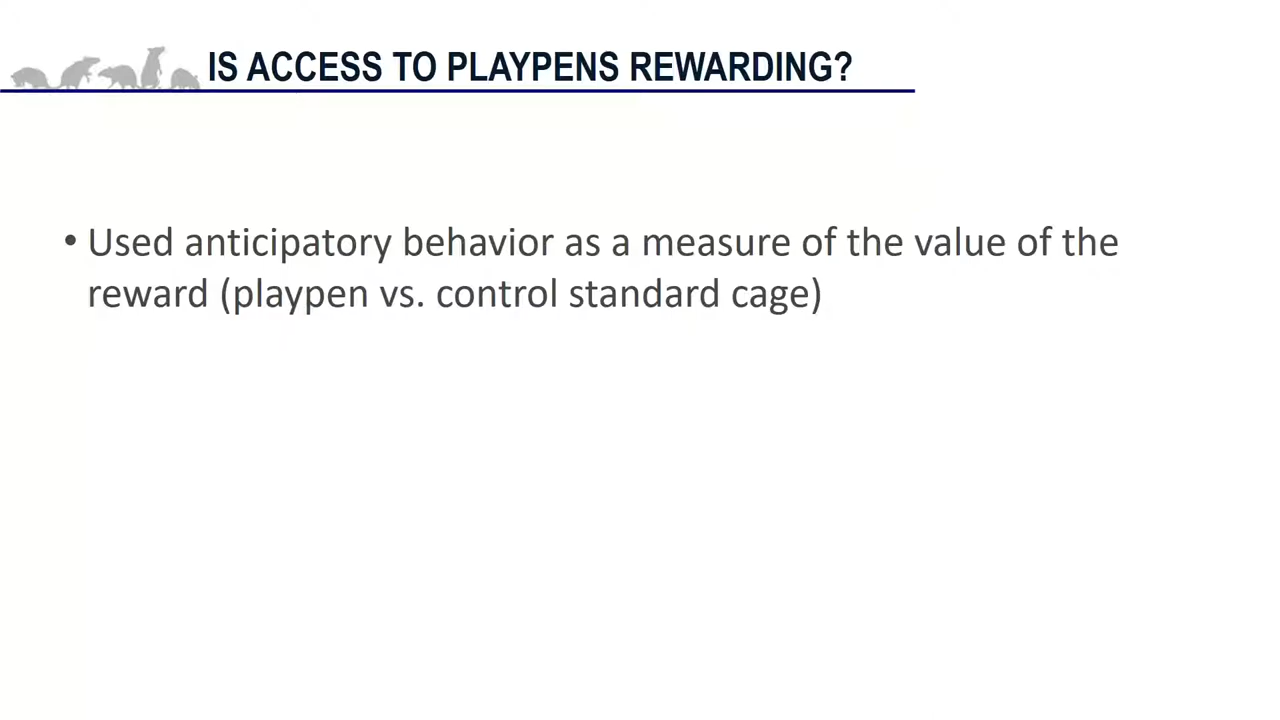 IS ACCESS TO PLAYPENS REWARDING?
• Used anticipatory behavior as a measure of the value of the
reward (playpen vs. control standard cage)